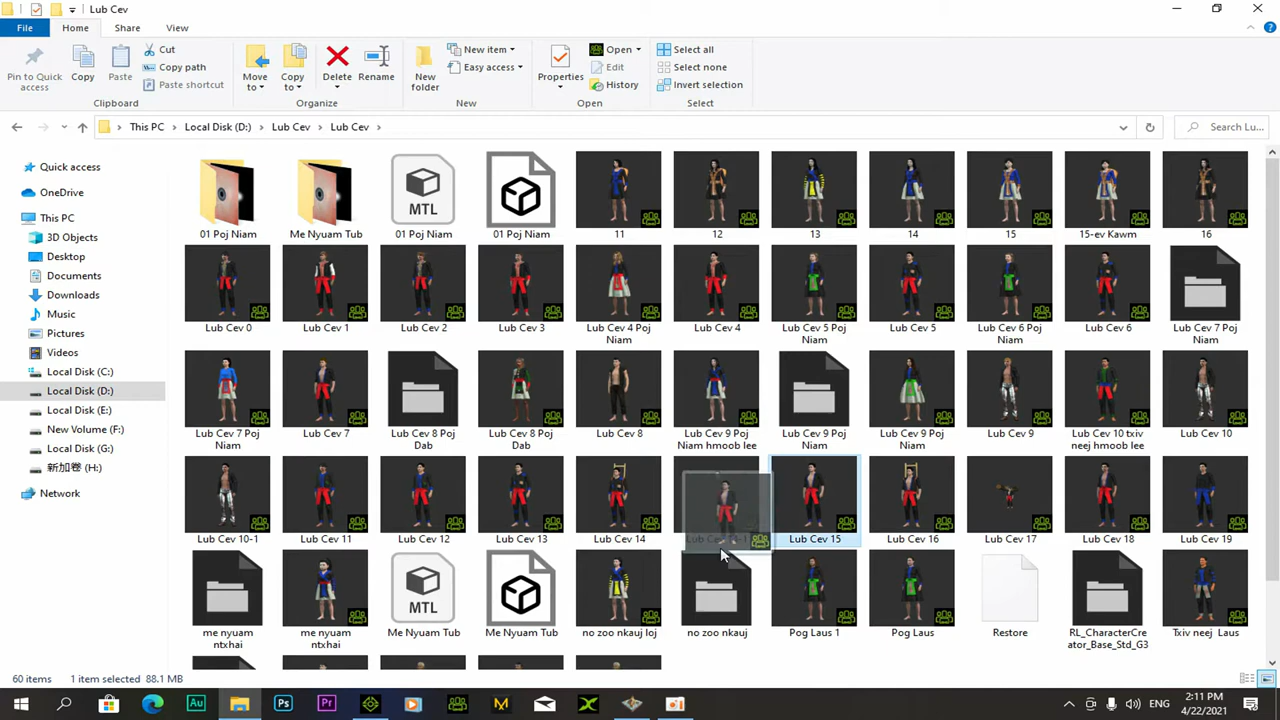 Lub Cev
File
Home
Share
View
Pin to Quick
access
Copy
Paste
Cut
Copy path
Paste shortcut
Clipboard
Move
to
Copy
to
Delete
Rename
Organize
New
folder
New item
Easy access
New
Properties
Open
Edit
History
Open
Select all
Select none
Invert selection
Select
This PC
Local Disk (D:)
Lub Cev
Lub Cev
Search Lu...
Quick access
OneDrive
This PC
3D Objects
Desktop
Documents
Downloads
Music
Pictures
Videos
Local Disk (C:)
Local Disk (D:)
Local Disk (E:)
New Volume (F:)
Local Disk (G:)
新加卷 (H:)
Network
MTL
01 Poj Niam
Me Nyuam Tub
01 Poj Niam
01 Poj Niam
11
12
13
14
15
15-ev Kawm
16
Lub Cev 0
Lub Cev 1
Lub Cev 2
Lub Cev 3
Lub Cev 4 Poj
Niam
Lub Cev 4
Lub Cev 5 Poj
Niam
Lub Cev 5
Lub Cev 6 Poj
Niam
Lub Cev 6
Lub Cev 7 Poj
Niam
Lub Cev 7 Poj
Niam
Lub Cev 7
Lub Cev 8 Poj
Dab
Lub Cev 8 Poj
Dab
Lub Cev 8
Lub Cev 9 Poj
Niam hmoob lee
Lub Cev 9 Poj
Niam
Lub Cev 9 Poj
Niam
Lub Cev 9
Lub Cev 10 txiv
neej hmoob lee
Lub Cev 10
Lub Cev 10-1
Lub Cev 11
Lub Cev 12
Lub Cev 13
Lub Cev 14
Lub Cev 15
Lub Cev 16
Lub Cev 17
Lub Cev 18
Lub Cev 19
MTL
me nyuam
ntxhai
me nyuam
ntxhai
Me Nyuam Tub
Me Nyuam Tub
no zoo nkauj loj
no zoo nkauj
Pog Laus 1
Pog Laus
Restore
RL_CharacterCre
ator_Base_Std_G3
Txiv neej Laus
60 items
1 item selected 88.1 MB
Au
Ps
Pr
M
ENG
2:11 PM
4/22/2021